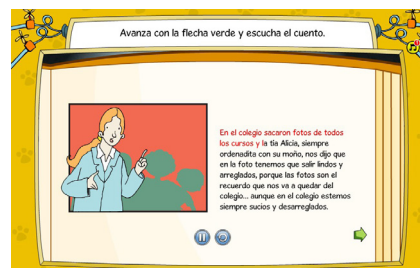 Avanza con la flecha verde y escucha el cuento.
En el colegio sacaron fotos de todos
los cursos y la tía Alicia, siempre
ordenadita con su moño, nos dijo que
en la foto tenemos que salir lindos y
arreglados, porque las fotos son el
recuerdo que nos va a quedar del
colegio... aunque en el colegio estemos
siempre sucios y desarreglados.